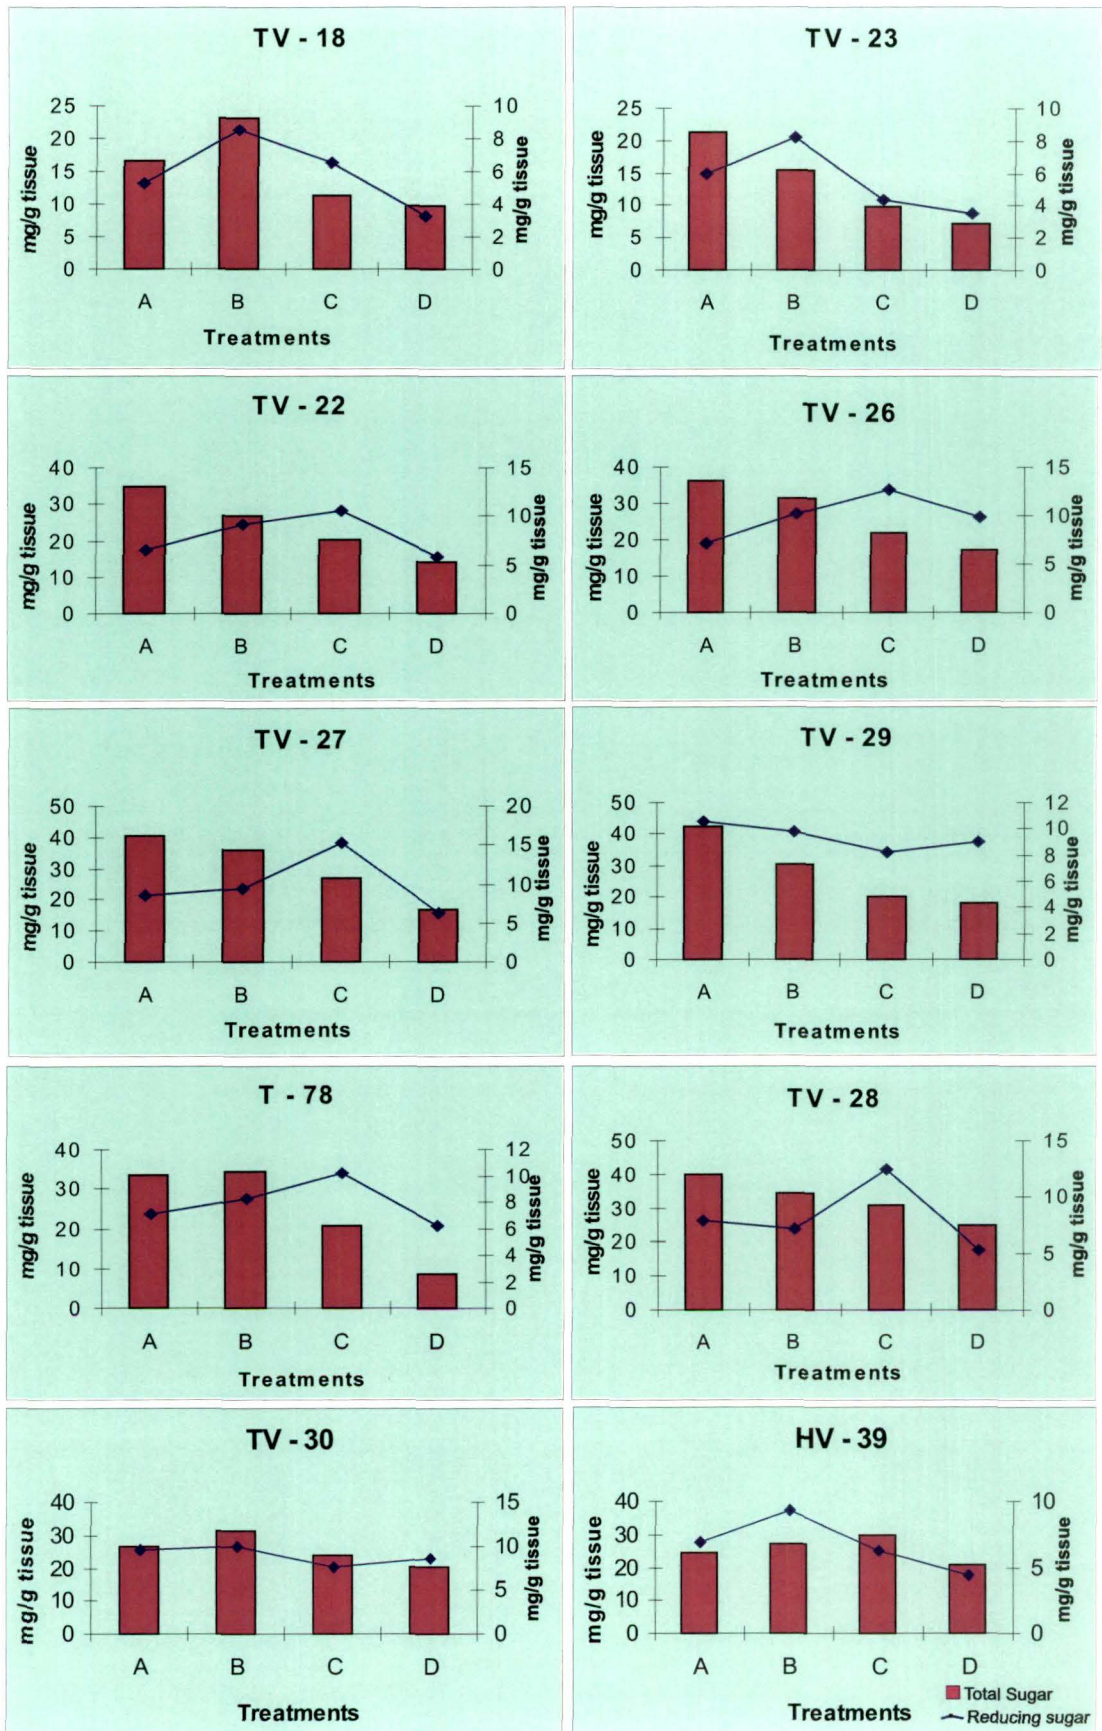 TV - 18
mg/g tissue
25
20
15
10
5
0
10
8
6
4
2
0
mg/g tissue
A B C D
Treatments
TV - 23
mg/g tissue
25
20
15
10
5
0
10
8
6
4
2
0
mg/g tissue
A B C D
Treatments
TV - 22
mg/g tissue
40
30
20
10
0
15
10
5
0
mg/g tissue
A B C D
Treatments
TV - 26
mg/g tissue
40
30
20
10
0
15
10
5
0
mg/g tissue
A B C D
Treatments
TV - 27
mg/g tissue
50
40
30
20
10
0
20
15
10
5
0
mg/g tissue
A B C D
Treatments
TV - 29
mg/g tissue
50
40
30
20
10
0
12
10
8
6
4
2
0
mg/g tissue
A B C D
Treatments
T - 78
mg/g tissue
40
30
20
10
0
12
10
8
6
4
2
0
mg/g tissue
A B C D
Treatments
TV - 28
mg/g tissue
50
40
30
20
10
0
15
10
5
0
mg/g tissue
A B C D
Treatments
TV - 30
mg/g tissue
40
30
20
10
0
15
10
5
0
mg/g tissue
A B C D
Treatments
HV - 39
mg/g tissue
40
30
20
10
0
10
5
0
mg/g tissue
A B C D
Treatments
Total Sugar
Reducing sugar